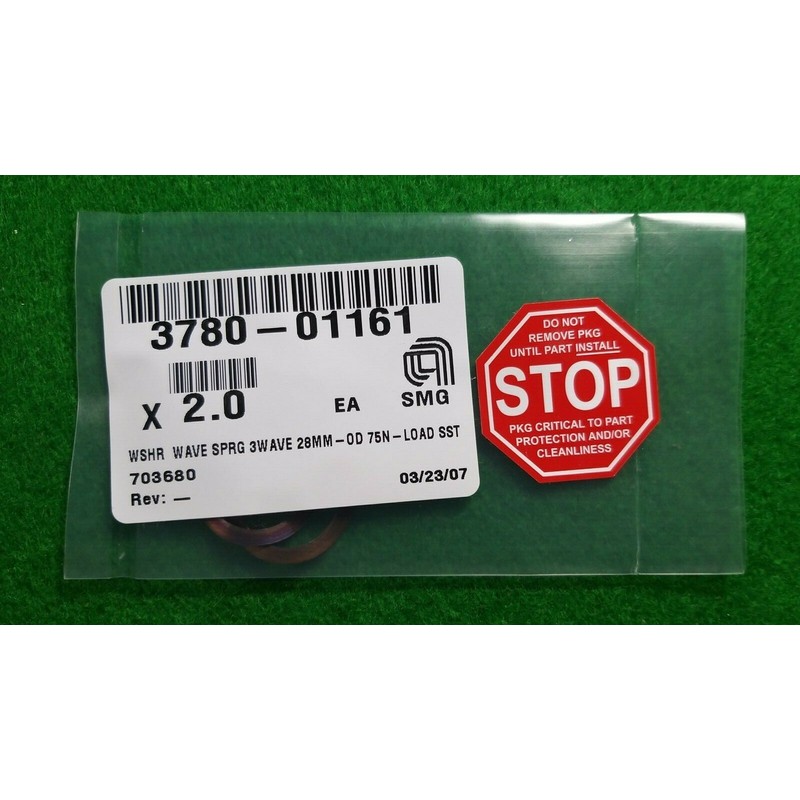 3780-01161
X 2.0 EA SMG
WSHR WAVE SPRG 3WAVE 28MM-OD 75N-LOAD SST
703680 03/23/07
Rev: —
DO NOT
REMOVE PKG
UNTIL PART INSTALL
STOP
PKG CRITICAL TO PART
PROTECTION AND/OR
CLEANLINESS